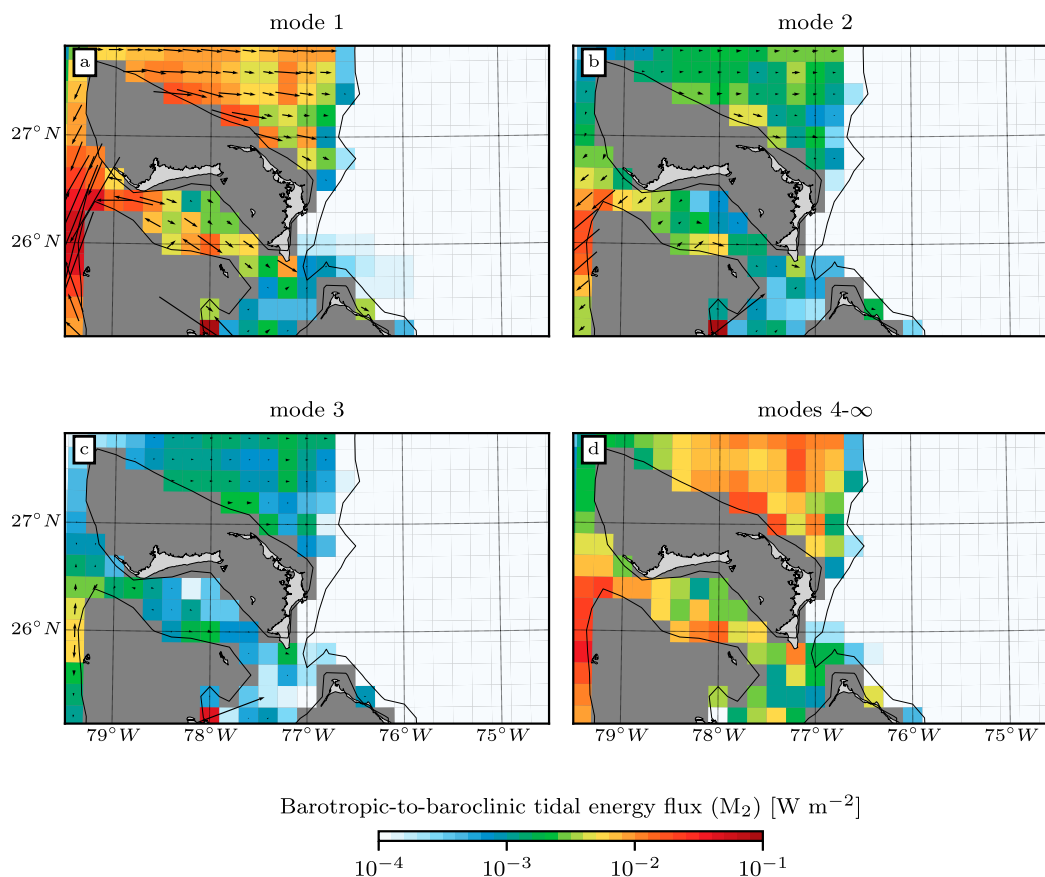 mode 1
mode 2
a
b
27°N
26°N
mode 3
modes 4-∞
c
d
27°N
26°N
79°W 78°W 77°W 76°W 75°W
79°W 78°W 77°W 76°W 75°W
Barotropic-to-baroclinic tidal energy flux (M₂) [W m⁻²]
10⁻⁴ 10⁻³ 10⁻² 10⁻¹